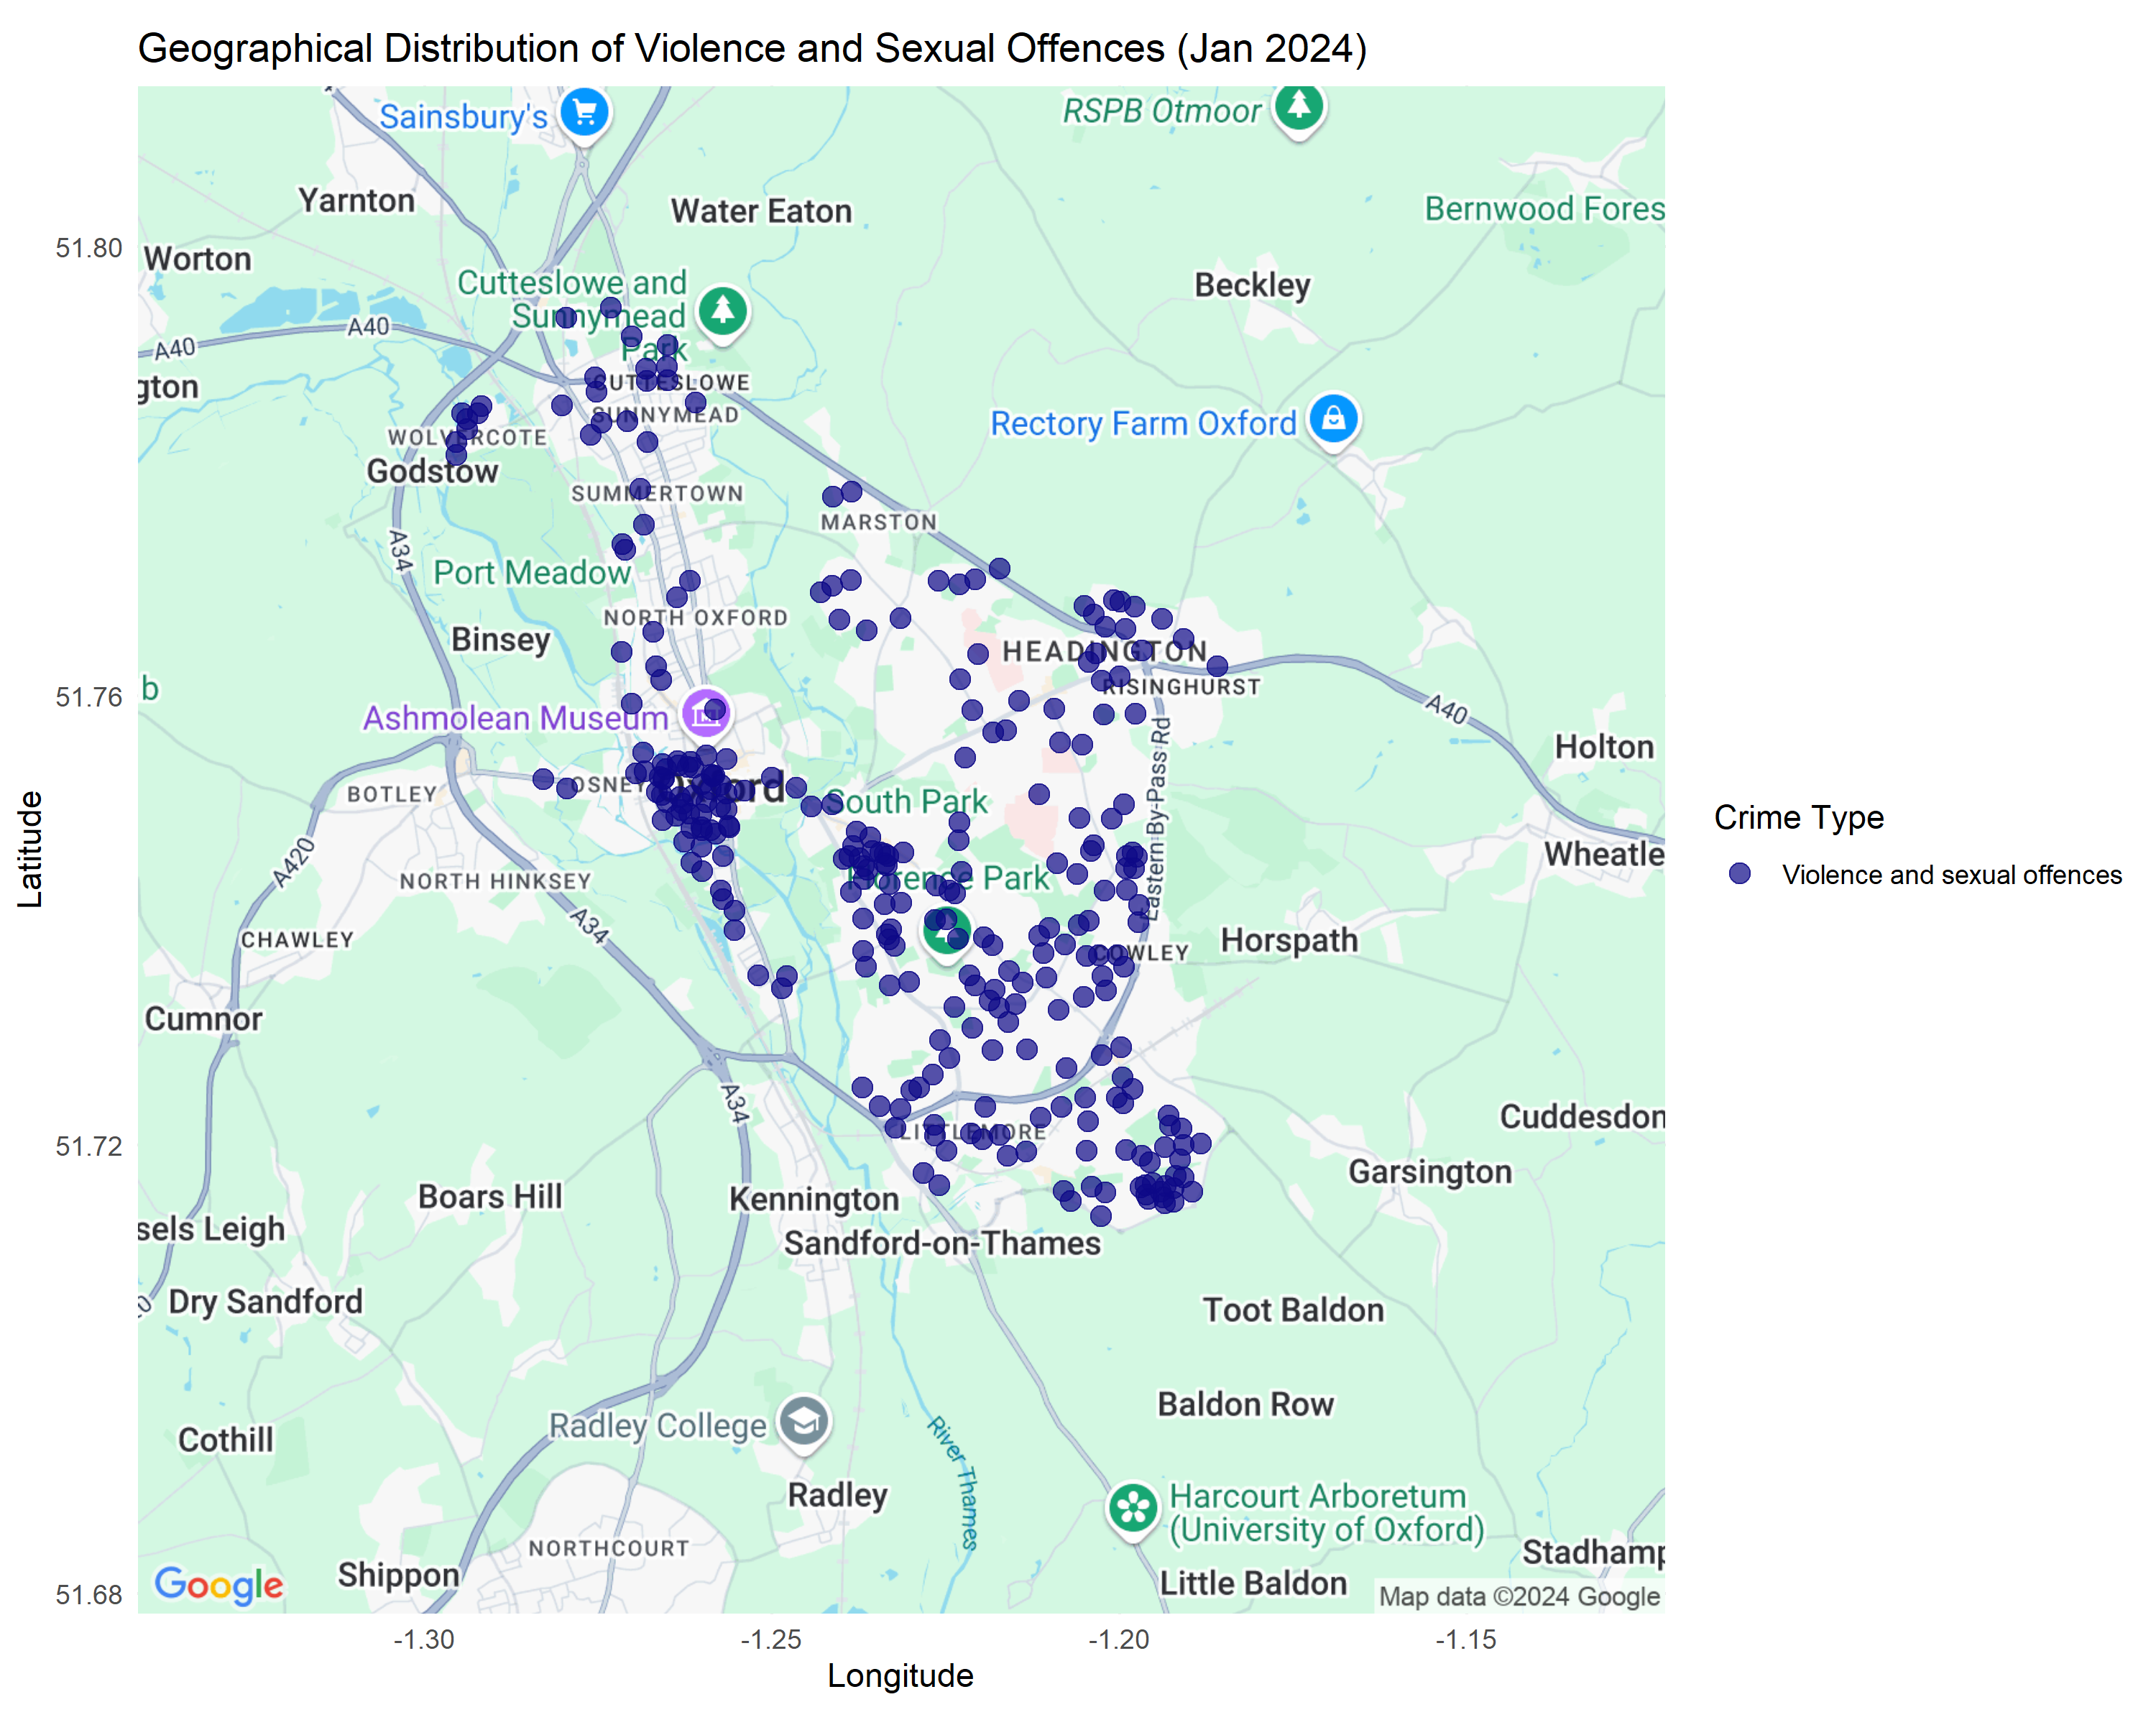 Geographical Distribution of Violence and Sexual Offences (Jan 2024)
Sainsbury's
RSPB Otmoor
Yarnton
Water Eaton
Bernwood Fores
51.80
Worton
Cutteslowe and
Sunnymead
Park
Beckley
A40
A40
gton
CUTTESLOWE
SUNNYMEAD
Rectory Farm Oxford
WOLVERCOTE
Godstow
SUMMERTOWN
MARSTON
A34
Port Meadow
NORTH OXFORD
Binsey
HEADINGTON
51.76
b
RISINGHURST
A40
Ashmolean Museum
Holton
Eastern By-Pass Rd
BOTLEY
OSNEY
Oxford
South Park
Latitude
Crime Type
Violence and sexual offences
A420
Wheatle
NORTH HINKSEY
Florence Park
A34
CHAWLEY
COWLEY
Horspath
Cumnor
A34
Cuddesdon
51.72
LITTLEMORE
Garsington
Boars Hill
Kennington
sels Leigh
Sandford-on-Thames
Dry Sandford
Toot Baldon
Baldon Row
Radley College
Cothill
River Thames
Radley
Harcourt Arboretum
(University of Oxford)
NORTHCOURT
Stadhamp
Shippon
Little Baldon
Google
Map data ©2024 Google
51.68
-1.30
-1.25
-1.20
-1.15
Longitude